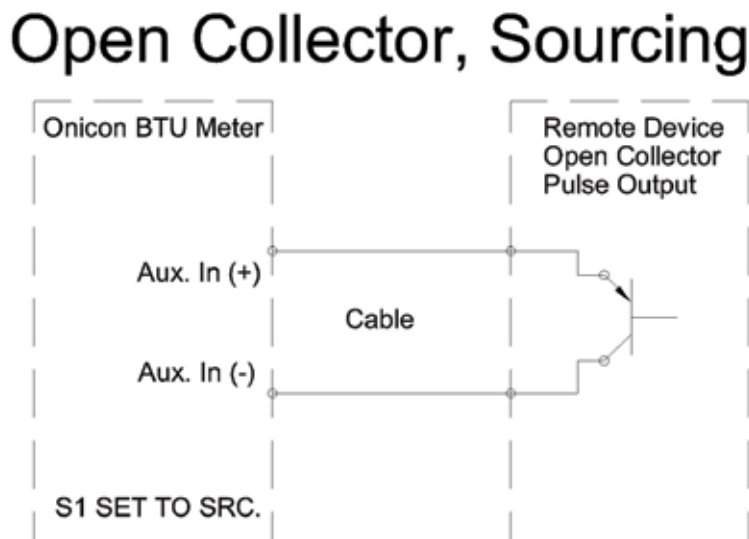 Open Collector, Sourcing
Onicon BTU Meter
Remote Device
Open Collector
Pulse Output
Aux. In (+)
Cable
Aux. In (-)
S1 SET TO SRC.